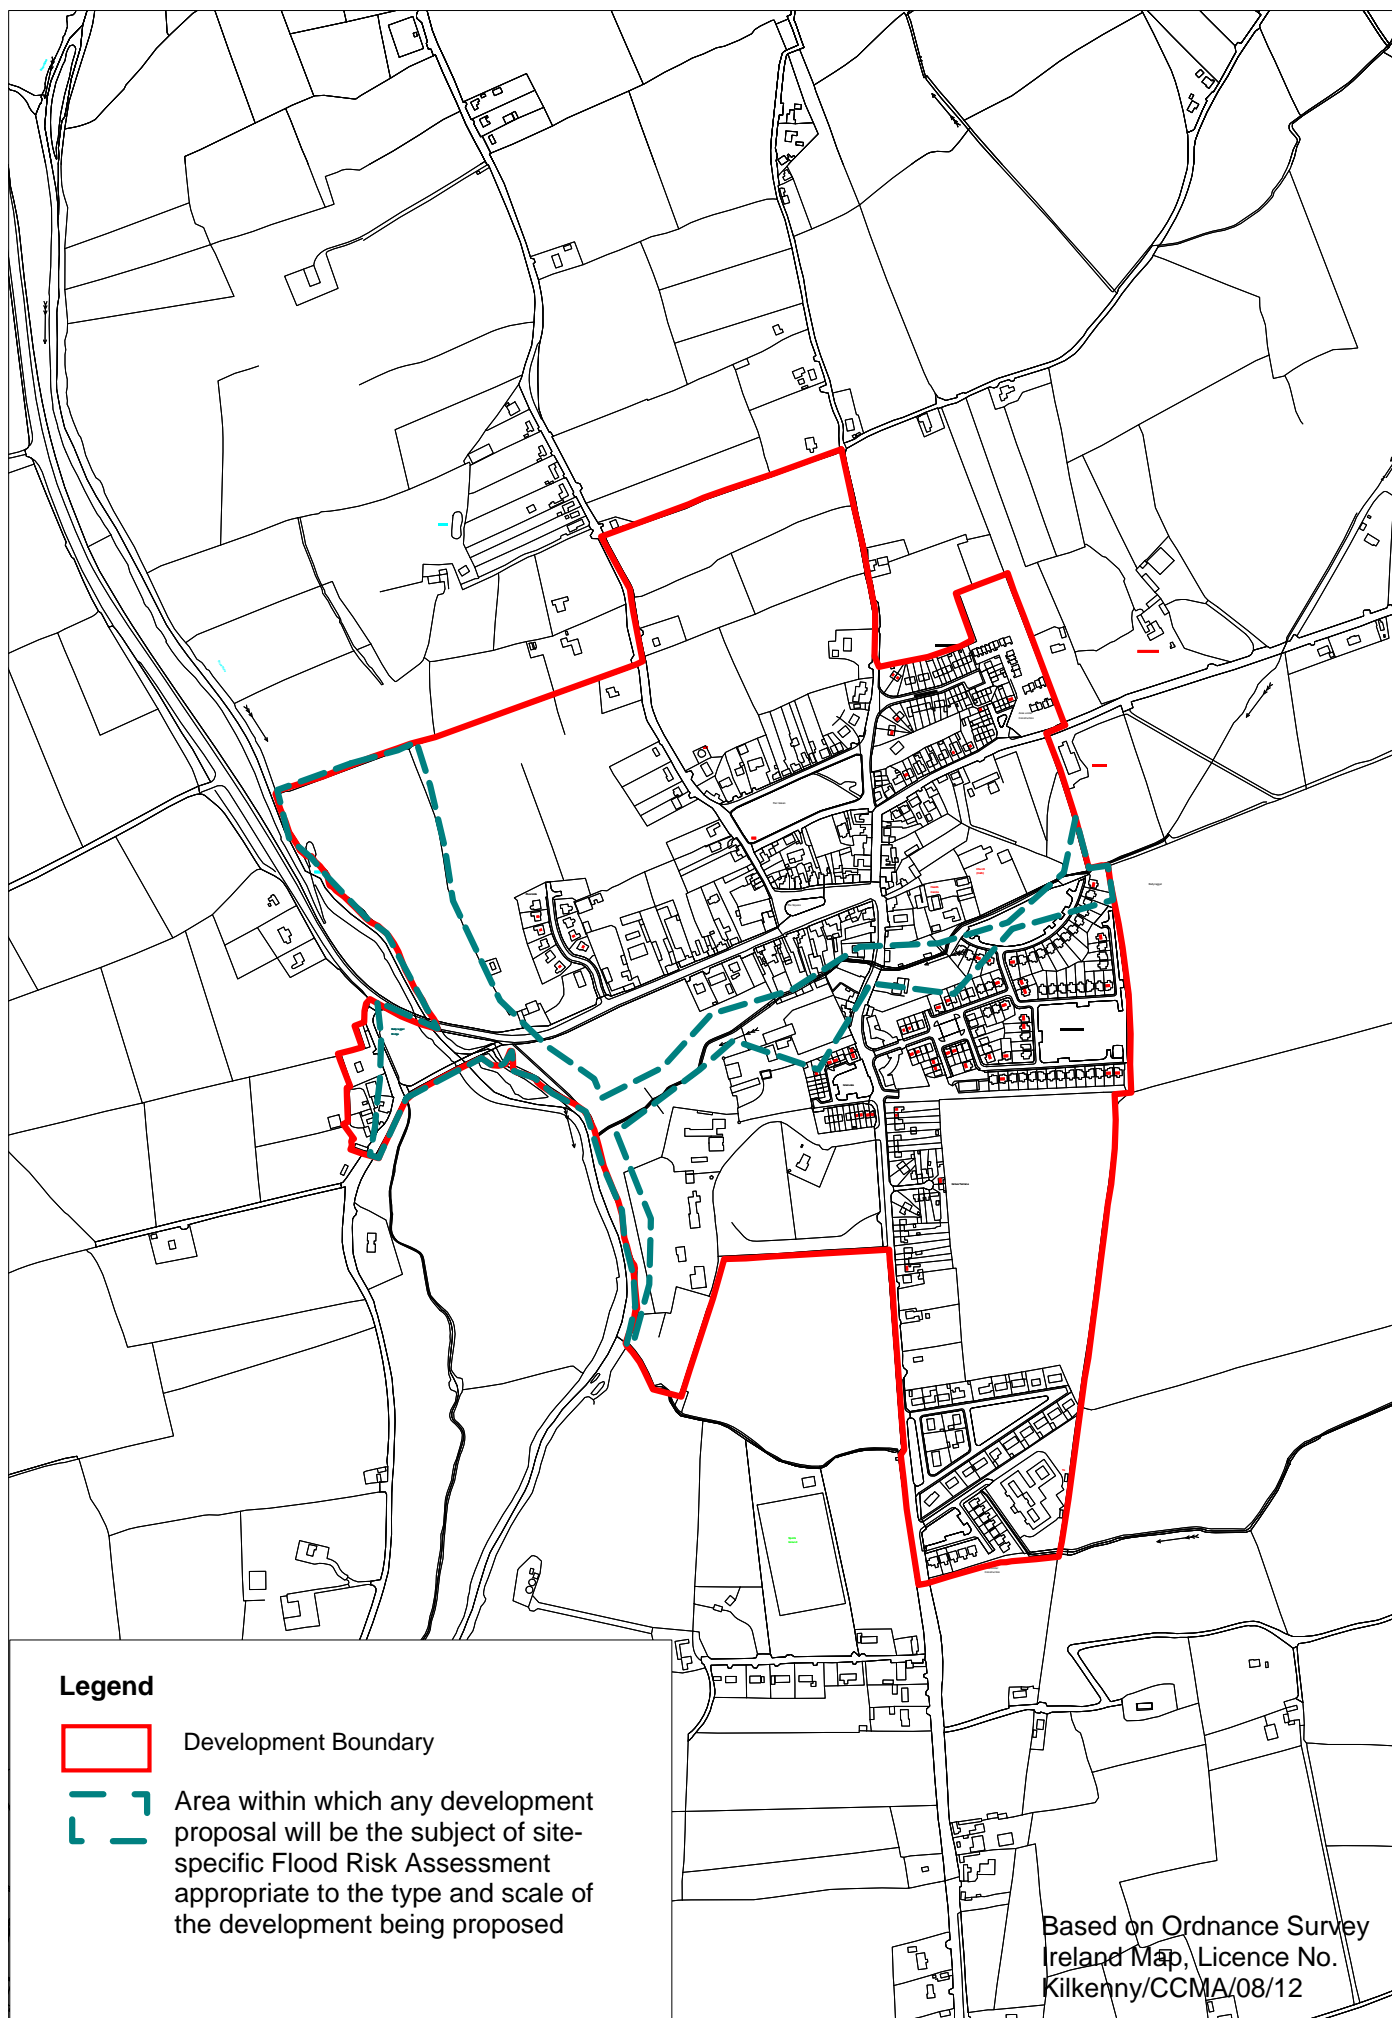 Legend
Development Boundary
Area within which any development
proposal will be the subject of site-
specific Flood Risk Assessment
appropriate to the type and scale of
the development being proposed
Based on Ordnance Survey
Ireland Map, Licence No.
Kilkenny/CCMA/08/12